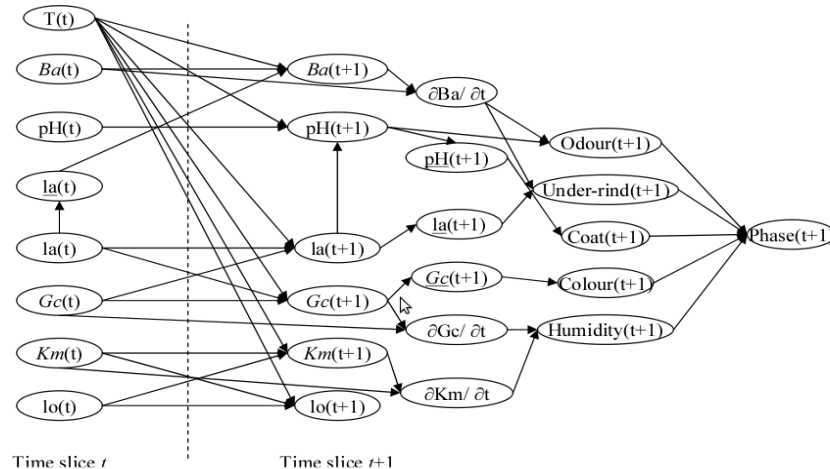 T(t)
Ba(t)
Ba(t+1)
∂Ba/ ∂t
pH(t)
pH(t+1)
pH(t+1)
Odour(t+1)
la(t)
Under-rind(t+1)
la(t)
la(t+1)
la(t+1)
Coat(t+1)
Phase(t+1)
Gc(t)
Gc(t+1)
Gc(t+1)
Colour(t+1)
∂Gc/ ∂t
Humidity(t+1)
Km(t)
Km(t+1)
∂Km/ ∂t
lo(t)
lo(t+1)
Time slice t
Time slice t+1